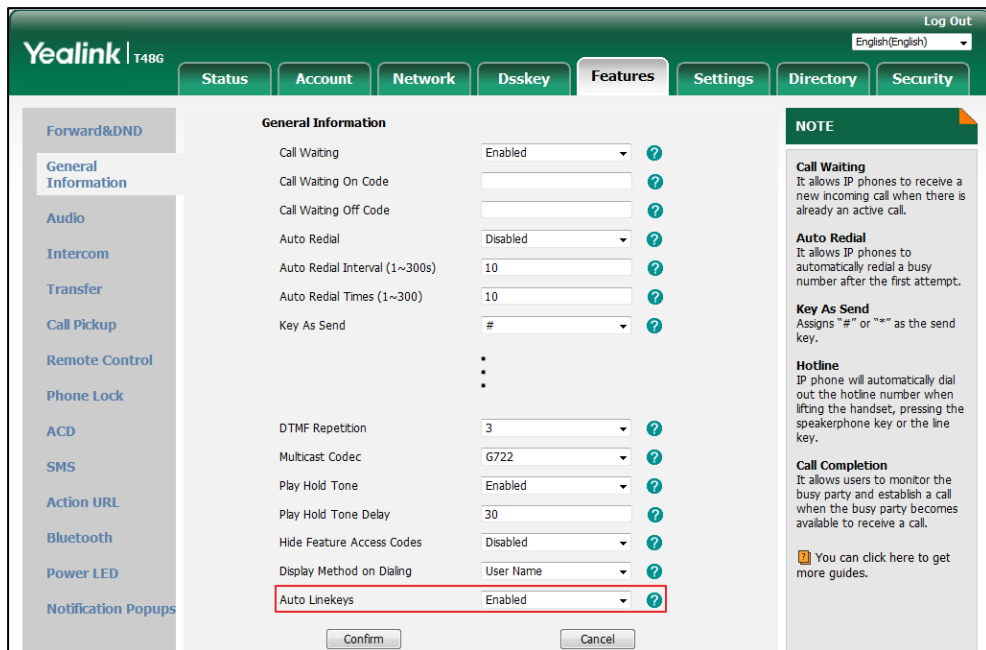 Log Out
Yealink | T48G
English(English)
Status Account Network Dsskey Features Settings Directory Security
Forward&DND
General
Information
Audio
Intercom
Transfer
Call Pickup
Remote Control
Phone Lock
ACD
SMS
Action URL
Bluetooth
Power LED
Notification Popups
General Information
Call Waiting Enabled ?
Call Waiting On Code ?
Call Waiting Off Code ?
Auto Redial Disabled ?
Auto Redial Interval (1~300s) 10 ?
Auto Redial Times (1~300) 10 ?
Key As Send # ?
DTMF Repetition 3 ?
Multicast Codec G722 ?
Play Hold Tone Enabled ?
Play Hold Tone Delay 30 ?
Hide Feature Access Codes Disabled ?
Display Method on Dialing User Name ?
Auto Linekeys Enabled ?
Confirm Cancel
NOTE
Call Waiting
It allows IP phones to receive a
new incoming call when there is
already an active call.
Auto Redial
It allows IP phones to
automatically redial a busy
number after the first attempt.
Key As Send
Assigns "#" or "*" as the send
key.
Hotline
IP phone will automatically dial
out the hotline number when
lifting the handset, pressing the
speakerphone key or the line
key.
Call Completion
It allows users to monitor the
busy party and establish a call
when the busy party becomes
available to receive a call.
? You can click here to get
more guides.